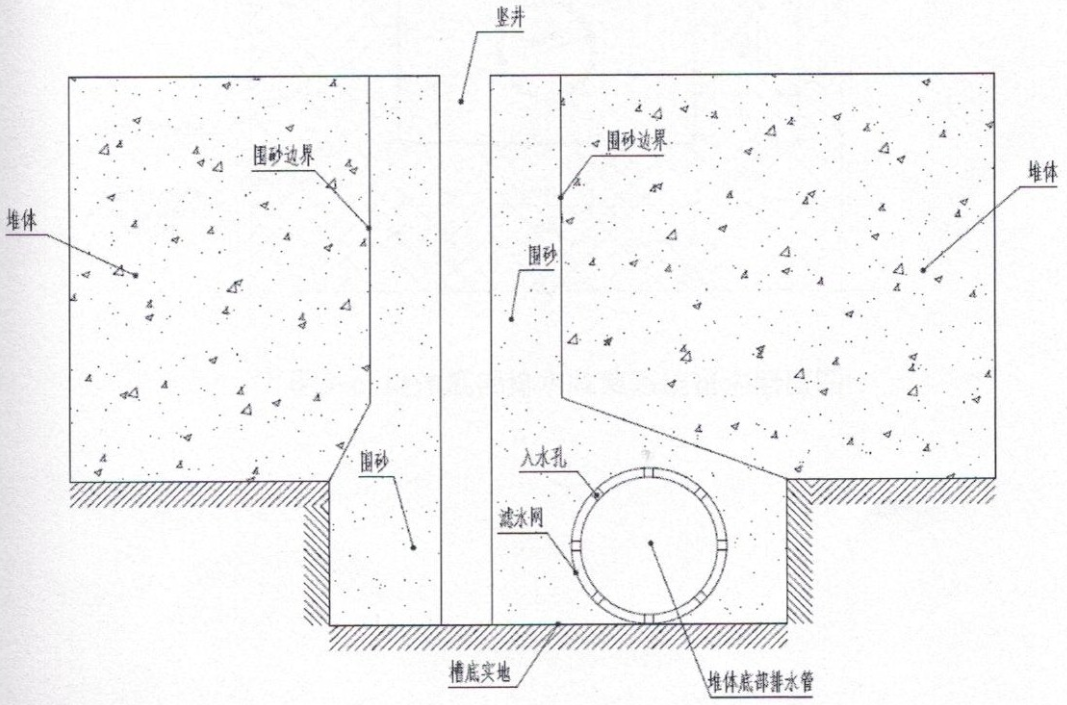 竖井
围砂边界
围砂边界
堆体
堆体
围砂
围砂
入水孔
滤水网
槽底实地
堆体底部排水管